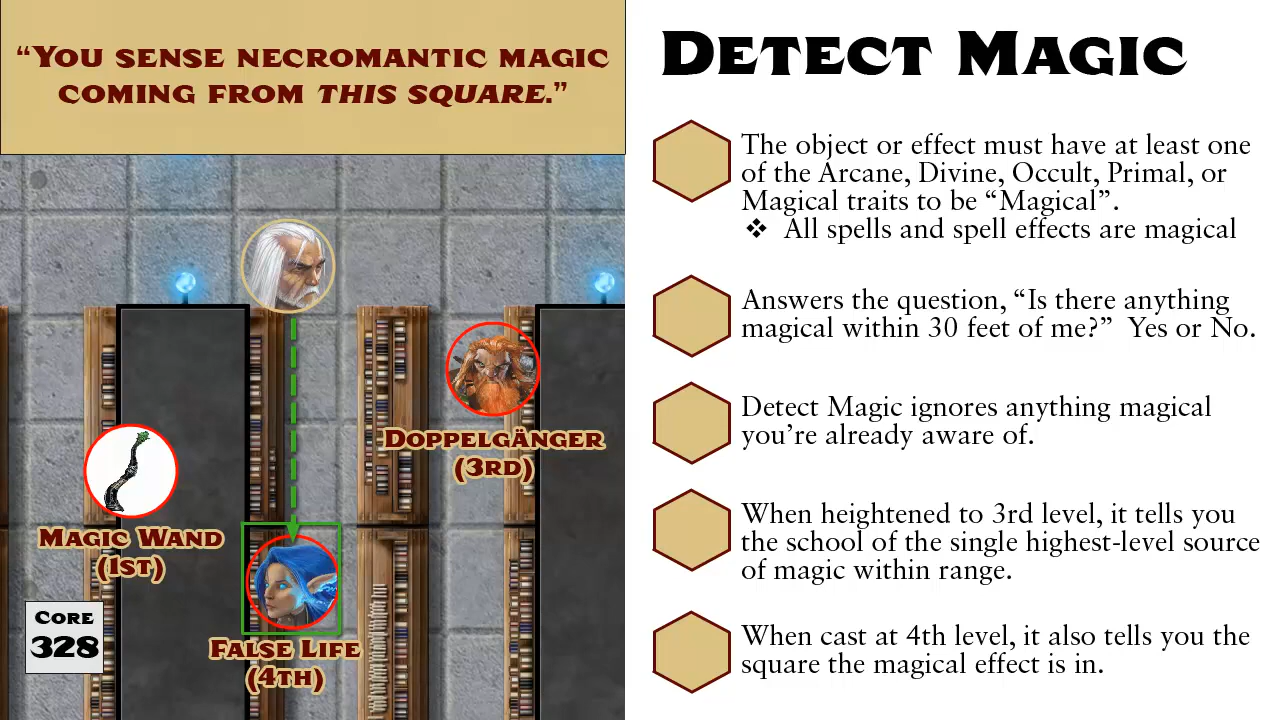 “You sense necromantic magic
coming from this square.”
Detect Magic
The object or effect must have at least one
of the Arcane, Divine, Occult, Primal, or
Magical traits to be “Magical”.
❖ All spells and spell effects are magical
Answers the question, “Is there anything
magical within 30 feet of me?” Yes or No.
Detect Magic ignores anything magical
you’re already aware of.
When heightened to 3rd level, it tells you
the school of the single highest-level source
of magic within range.
When cast at 4th level, it also tells you the
square the magical effect is in.
Doppelgänger
(3rd)
Magic Wand
(1st)
False Life
(4th)
Core
328